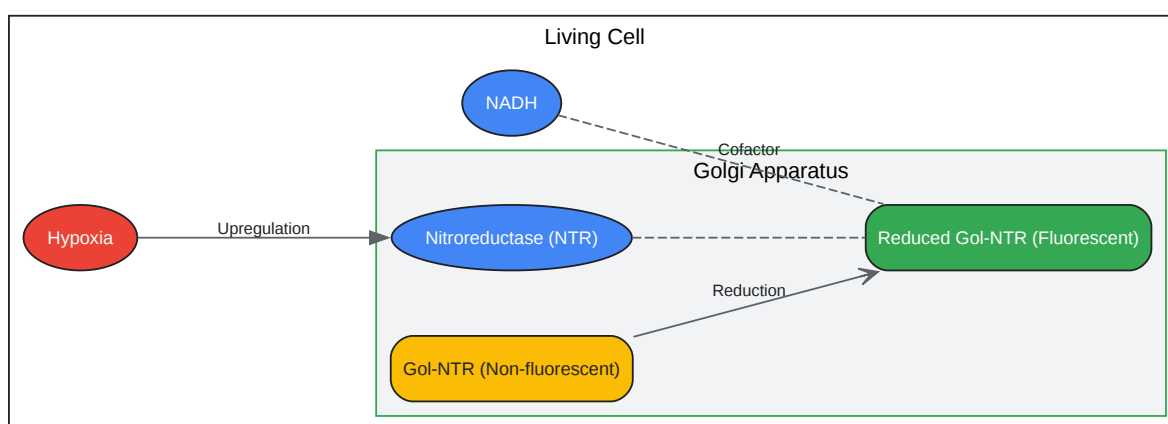 Living Cell
NADH
Cofactor
Golgi Apparatus
Hypoxia
Upregulation
Nitroreductase (NTR)
Reduced Gol-NTR (Fluorescent)
Reduction
Gol-NTR (Non-fluorescent)